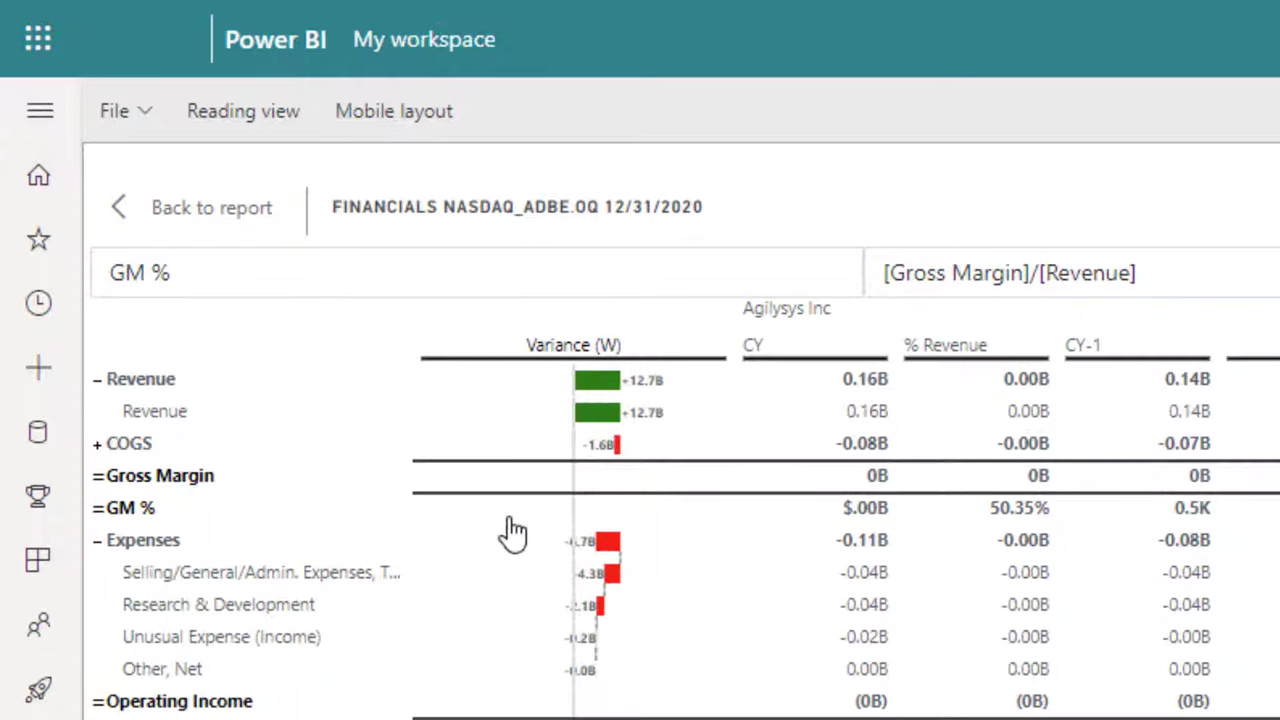 Power BI My workspace
File Reading view Mobile layout
Back to report FINANCIALS NASDAQ_ADBE.OQ 12/31/2020
GM % [Gross Margin]/[Revenue]
Agilysys Inc
Variance (W) CY % Revenue CY-1
– Revenue +12.7B 0.16B 0.00B 0.14B
Revenue +12.7B 0.16B 0.00B 0.14B
+ COGS -1.6B -0.08B -0.00B -0.07B
=Gross Margin 0B 0B 0B
=GM % $.00B 50.35% 0.5K
– Expenses -0.11B -0.00B -0.08B
Selling/General/Admin. Expenses, T... -4.3B -0.04B -0.00B -0.04B
Research & Development -2.1B -0.04B -0.00B -0.04B
Unusual Expense (Income) -0.2B -0.02B -0.00B -0.00B
Other, Net -0.0B 0.00B 0.00B 0.00B
=Operating Income (0B) (0B) (0B)